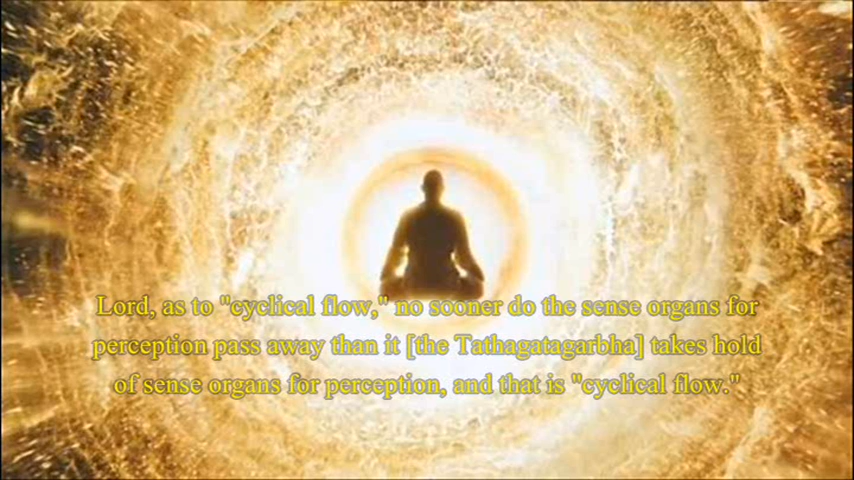 Lord, as to "cyclical flow," no sooner do the sense organs for
perception pass away than it [the Tathagatagarbha] takes hold
of sense organs for perception, and that is "cyclical flow."